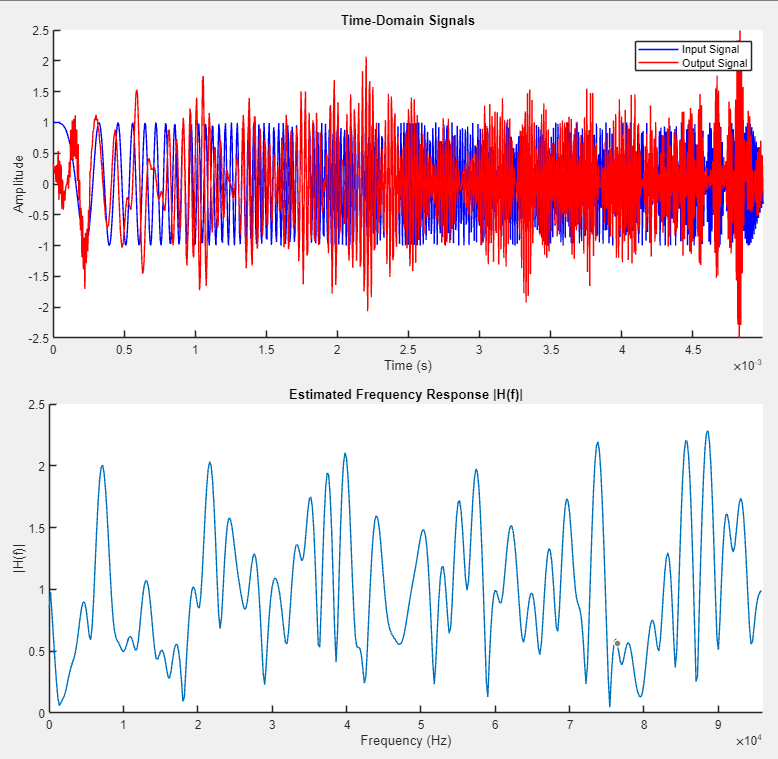 Time-Domain Signals
2.5
2
1.5
1
0.5
0
-0.5
-1
-1.5
-2
-2.5
Amplitude
Input Signal
Output Signal
0 0.5 1 1.5 2 2.5 3 3.5 4 4.5
Time (s)
×10⁻³
Estimated Frequency Response |H(f)|
2.5
2
1.5
1
0.5
0
|H(f)|
0 1 2 3 4 5 6 7 8 9
Frequency (Hz)
×10⁴